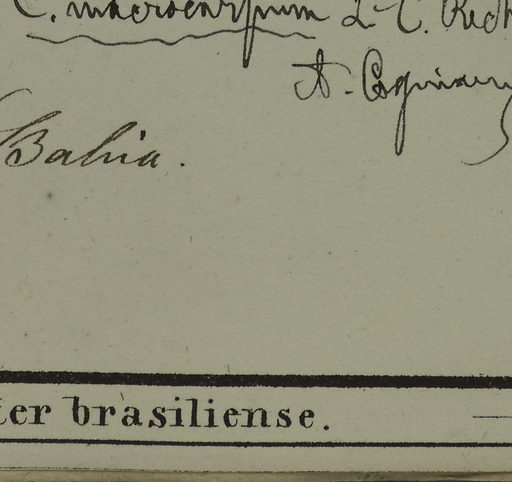 C. macrocarpum L-C. Rich
A. Cogniaux
Bahia.
ter brasiliense.